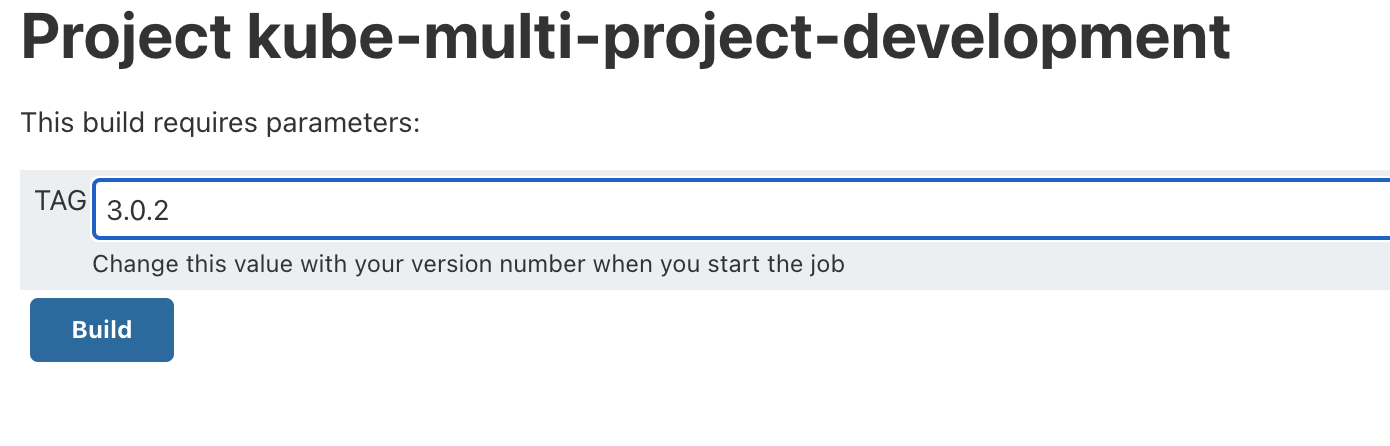 Project kube-multi-project-development
This build requires parameters:
TAG 3.0.2
Change this value with your version number when you start the job
Build